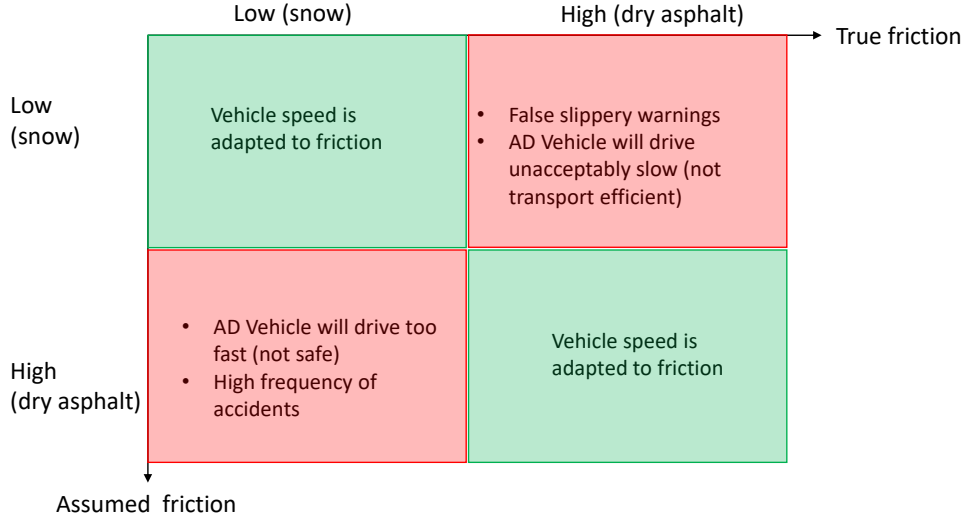 Low (snow)
High (dry asphalt)
True friction
Low
(snow)
Vehicle speed is
adapted to friction
• False slippery warnings
• AD Vehicle will drive
unacceptably slow (not
transport efficient)
High
(dry asphalt)
• AD Vehicle will drive too
fast (not safe)
• High frequency of
accidents
Vehicle speed is
adapted to friction
Assumed friction